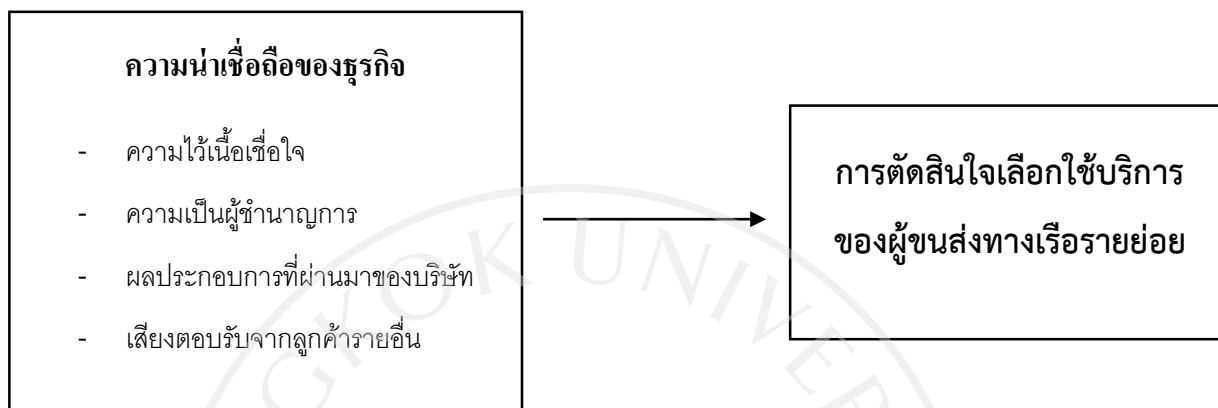 ความน่าเชื่อถือของธุรกิจ
- ความไว้เนื้อเชื่อใจ
- ความเป็นผู้ชำนาญการ
- ผลประกอบการที่ผ่านมาของบริษัท
- เสียงตอบรับจากลูกค้ารายอื่น
การตัดสินใจเลือกใช้บริการ
ของผู้ขนส่งทางเรือรายย่อย
GKOK UNIVER